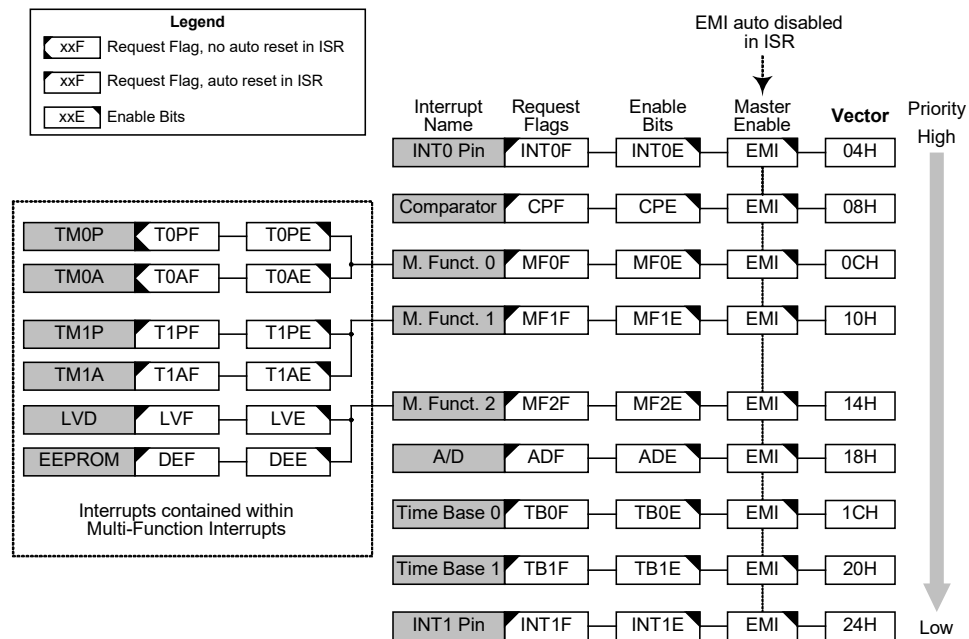 Legend
xxF Request Flag, no auto reset in ISR
xxF Request Flag, auto reset in ISR
xxE Enable Bits
EMI auto disabled
in ISR
Interrupt Name Request Flags Enable Bits Master Enable Vector Priority
High
INT0 Pin INT0F INT0E EMI 04H
Comparator CPF CPE EMI 08H
TM0P T0PF T0PE
TM0A T0AF T0AE
M. Funct. 0 MF0F MF0E EMI 0CH
TM1P T1PF T1PE
TM1A T1AF T1AE
M. Funct. 1 MF1F MF1E EMI 10H
LVD LVF LVE
EEPROM DEF DEE
M. Funct. 2 MF2F MF2E EMI 14H
A/D ADF ADE EMI 18H
Interrupts contained within
Multi-Function Interrupts
Time Base 0 TB0F TB0E EMI 1CH
Time Base 1 TB1F TB1E EMI 20H
INT1 Pin INT1F INT1E EMI 24H
Low